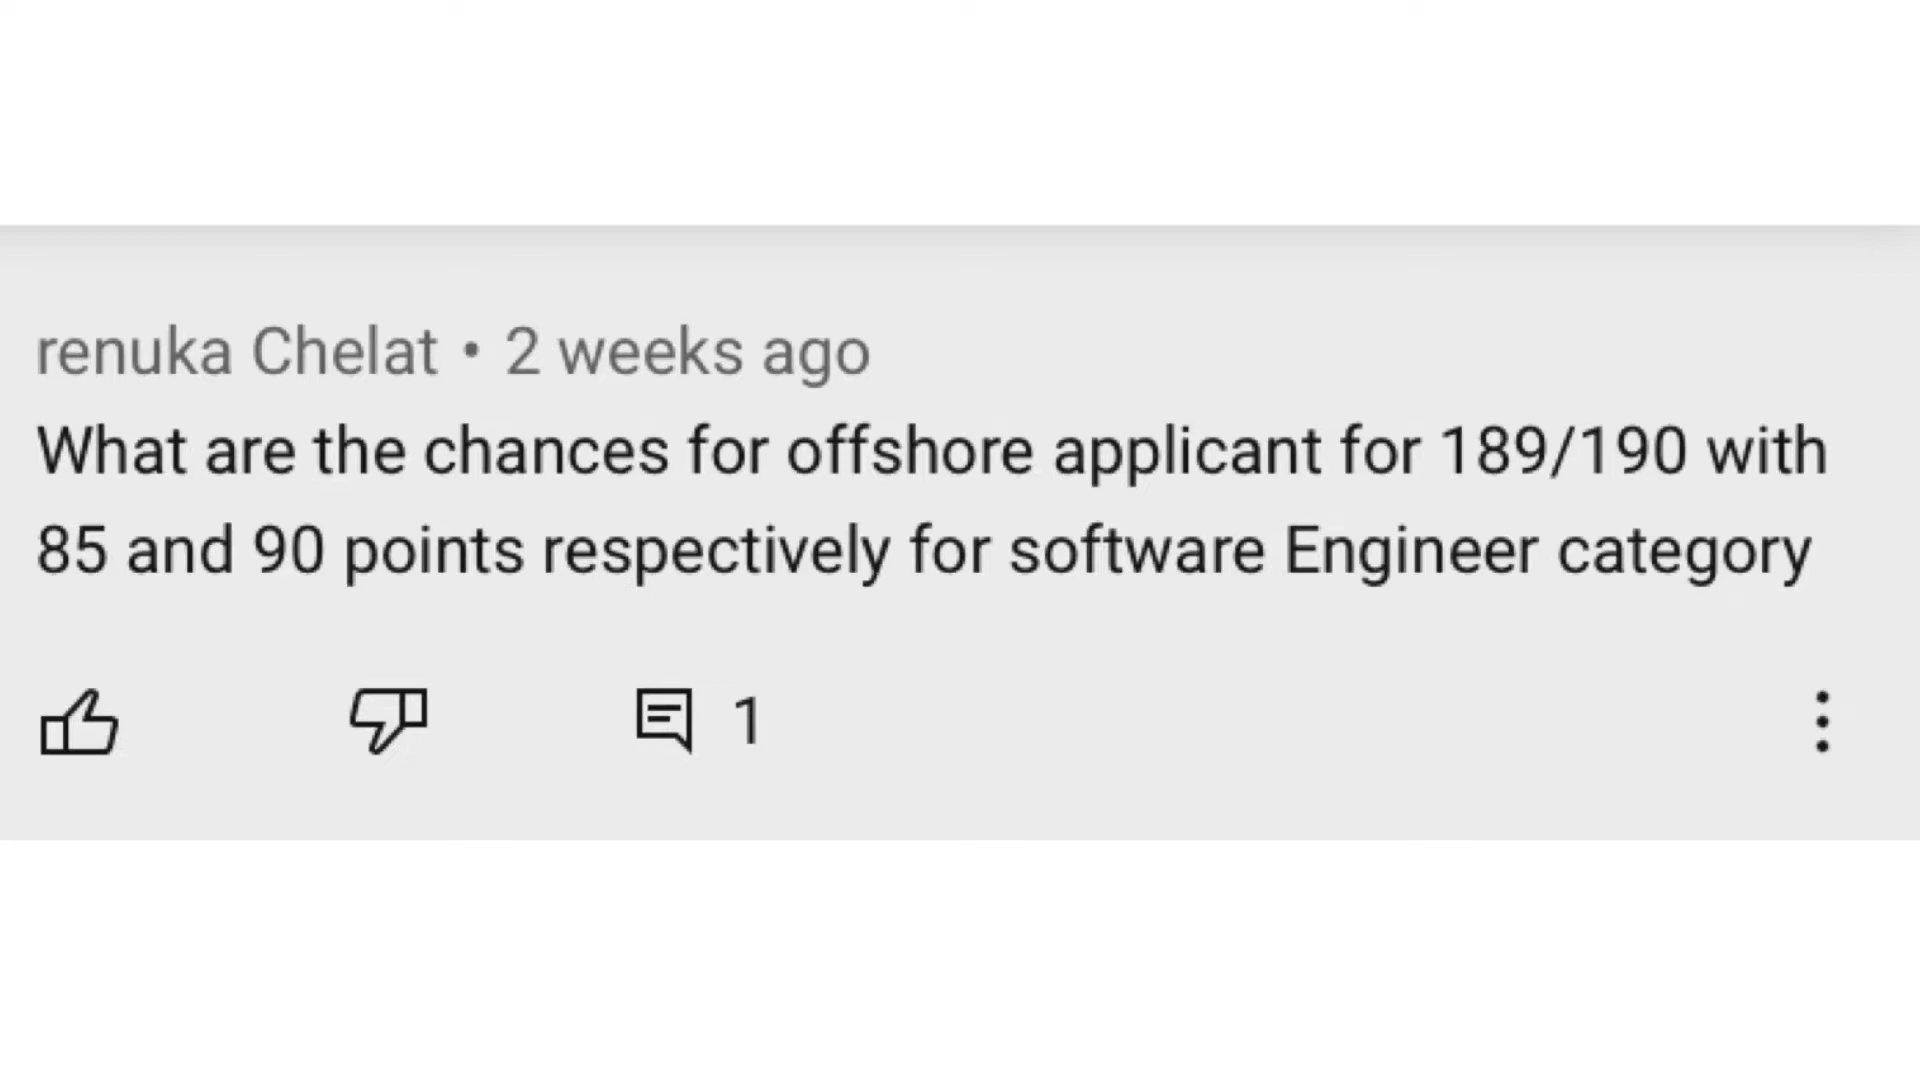 renuka Chelat • 2 weeks ago
What are the chances for offshore applicant for 189/190 with
85 and 90 points respectively for software Engineer category
1